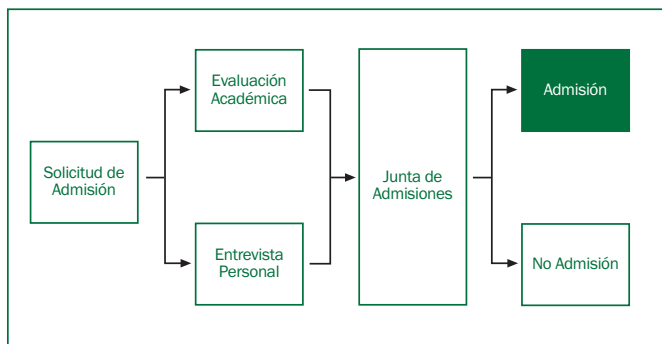 Solicitud de
Admisión
Evaluación
Académica
Entrevista
Personal
Junta de
Admisiones
Admisión
No Admisión